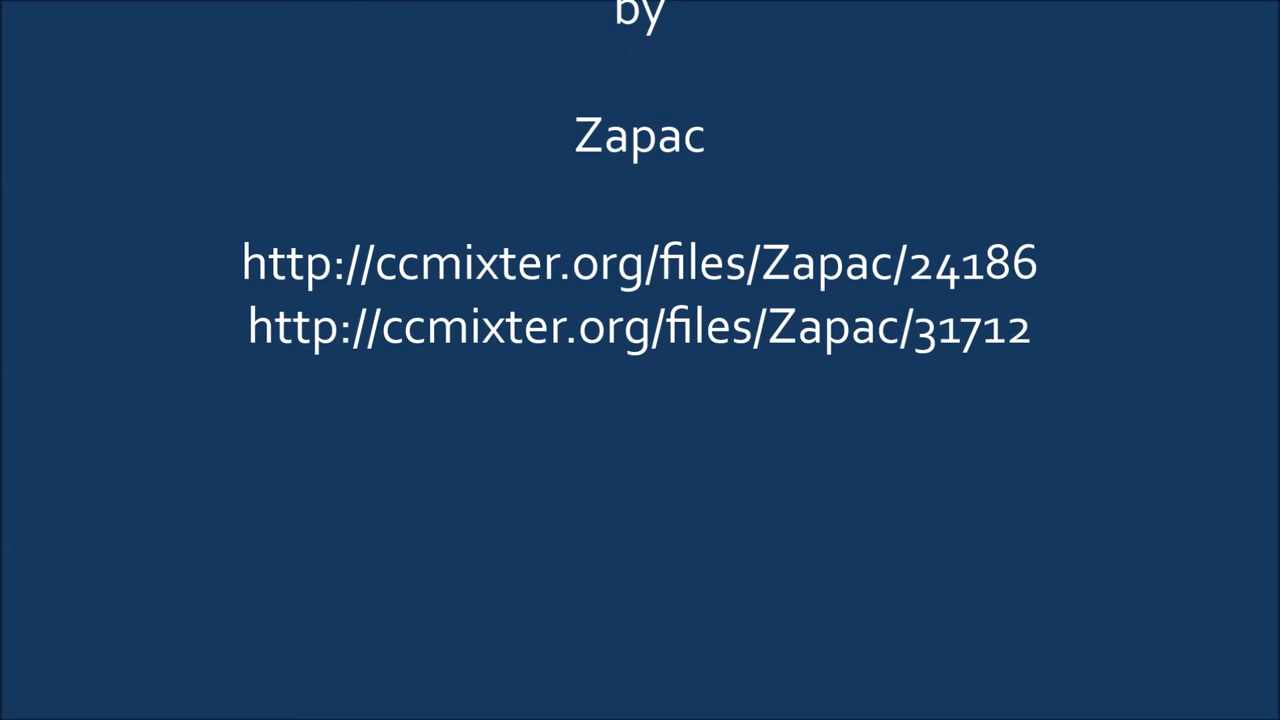 by
Zapac
http://ccmixter.org/files/Zapac/24186
http://ccmixter.org/files/Zapac/31712